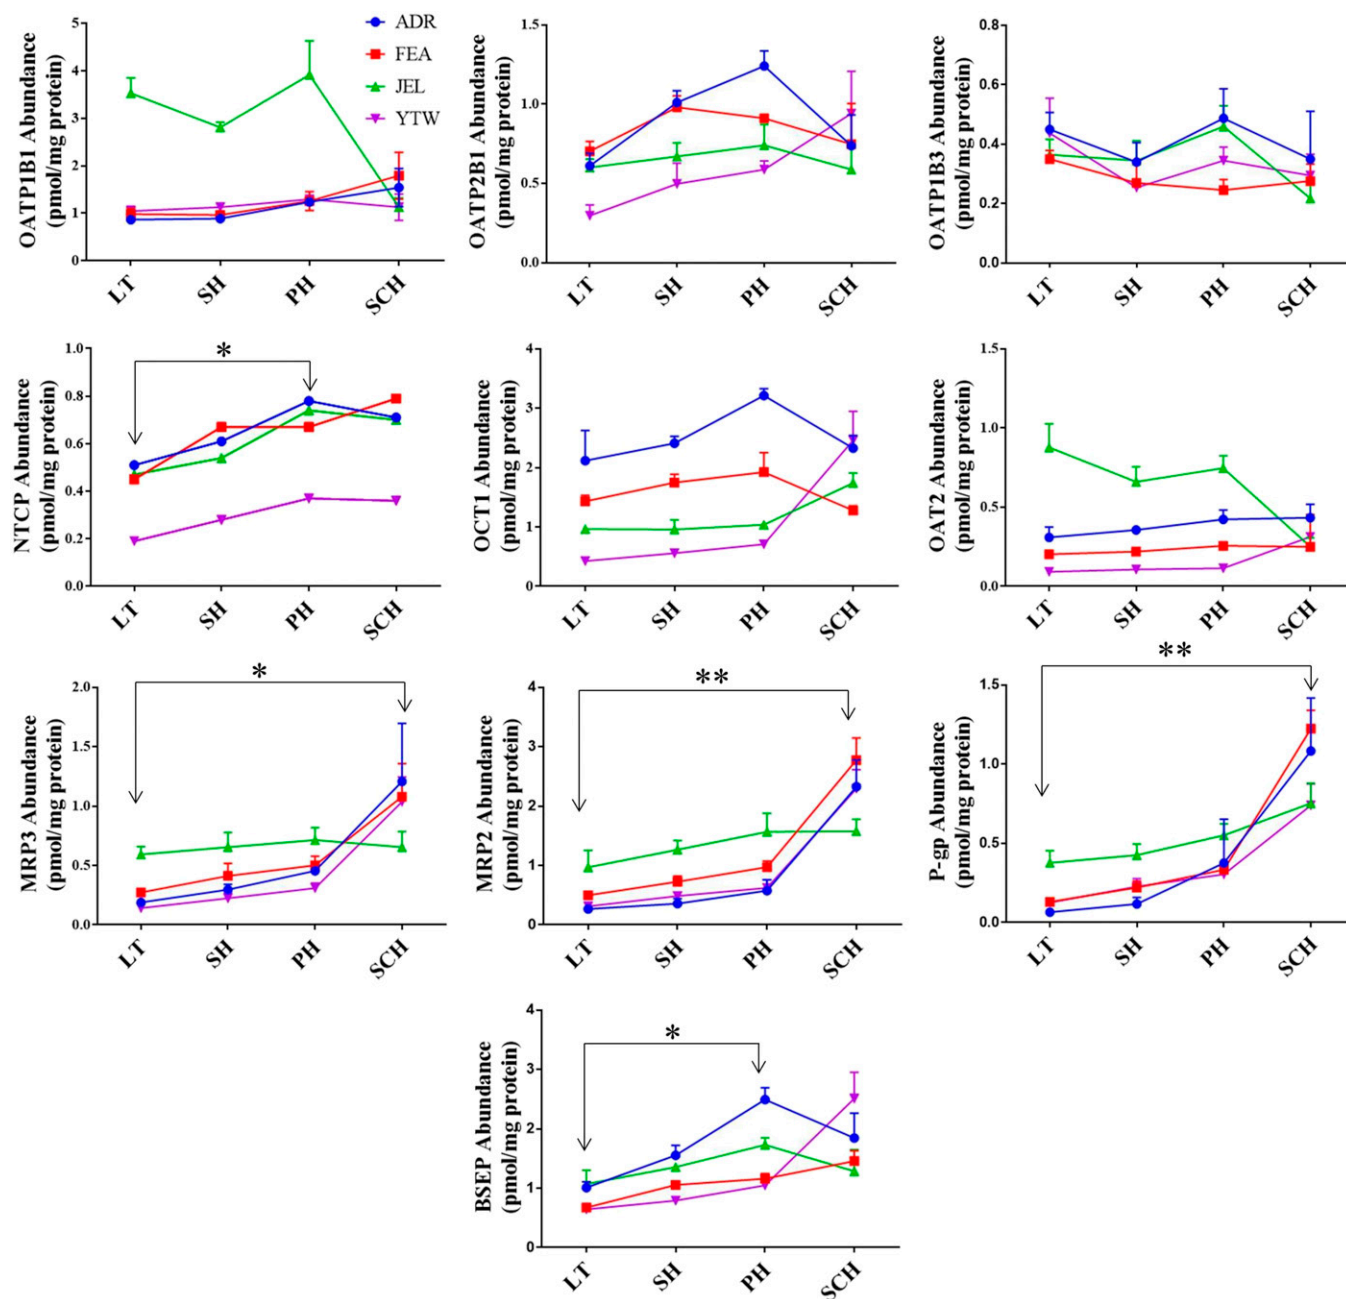 OATP1B1 Abundance
(pmol/mg protein)
5
4
3
2
1
0
LT
SH
PH
SCH
ADR
FEA
JEL
YTW
OATP2B1 Abundance
(pmol/mg protein)
1.5
1.0
0.5
0.0
LT
SH
PH
SCH
OATP1B3 Abundance
(pmol/mg protein)
0.8
0.6
0.4
0.2
0.0
LT
SH
PH
SCH
NTCP Abundance
(pmol/mg protein)
1.0
0.8
0.6
0.4
0.2
0.0
*
LT
SH
PH
SCH
OCT1 Abundance
(pmol/mg protein)
4
3
2
1
0
LT
SH
PH
SCH
OAT2 Abundance
(pmol/mg protein)
1.5
1.0
0.5
0.0
LT
SH
PH
SCH
MRP3 Abundance
(pmol/mg protein)
2.0
1.5
1.0
0.5
0.0
*
LT
SH
PH
SCH
MRP2 Abundance
(pmol/mg protein)
4
3
2
1
0
**
LT
SH
PH
SCH
P-gp Abundance
(pmol/mg protein)
1.5
1.0
0.5
0.0
**
LT
SH
PH
SCH
BSEP Abundance
(pmol/mg protein)
4
3
2
1
0
*
LT
SH
PH
SCH